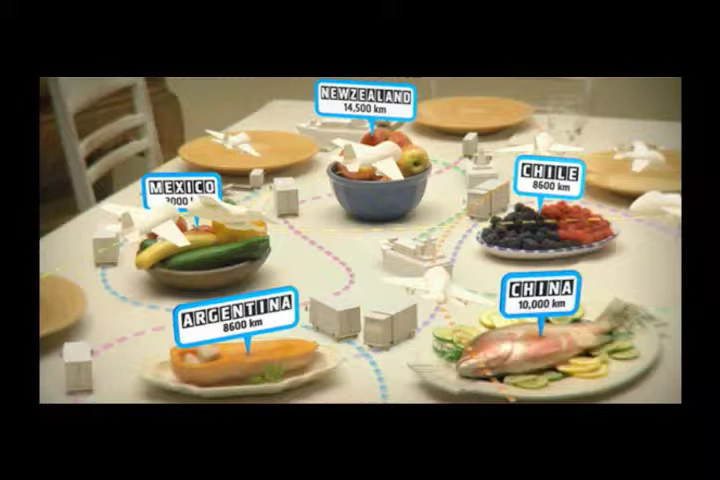 NEWZEALAND
14,500 km
CHILE
8600 km
MEXICO
CHINA
10,000 km
ARGENTINA
8600 km